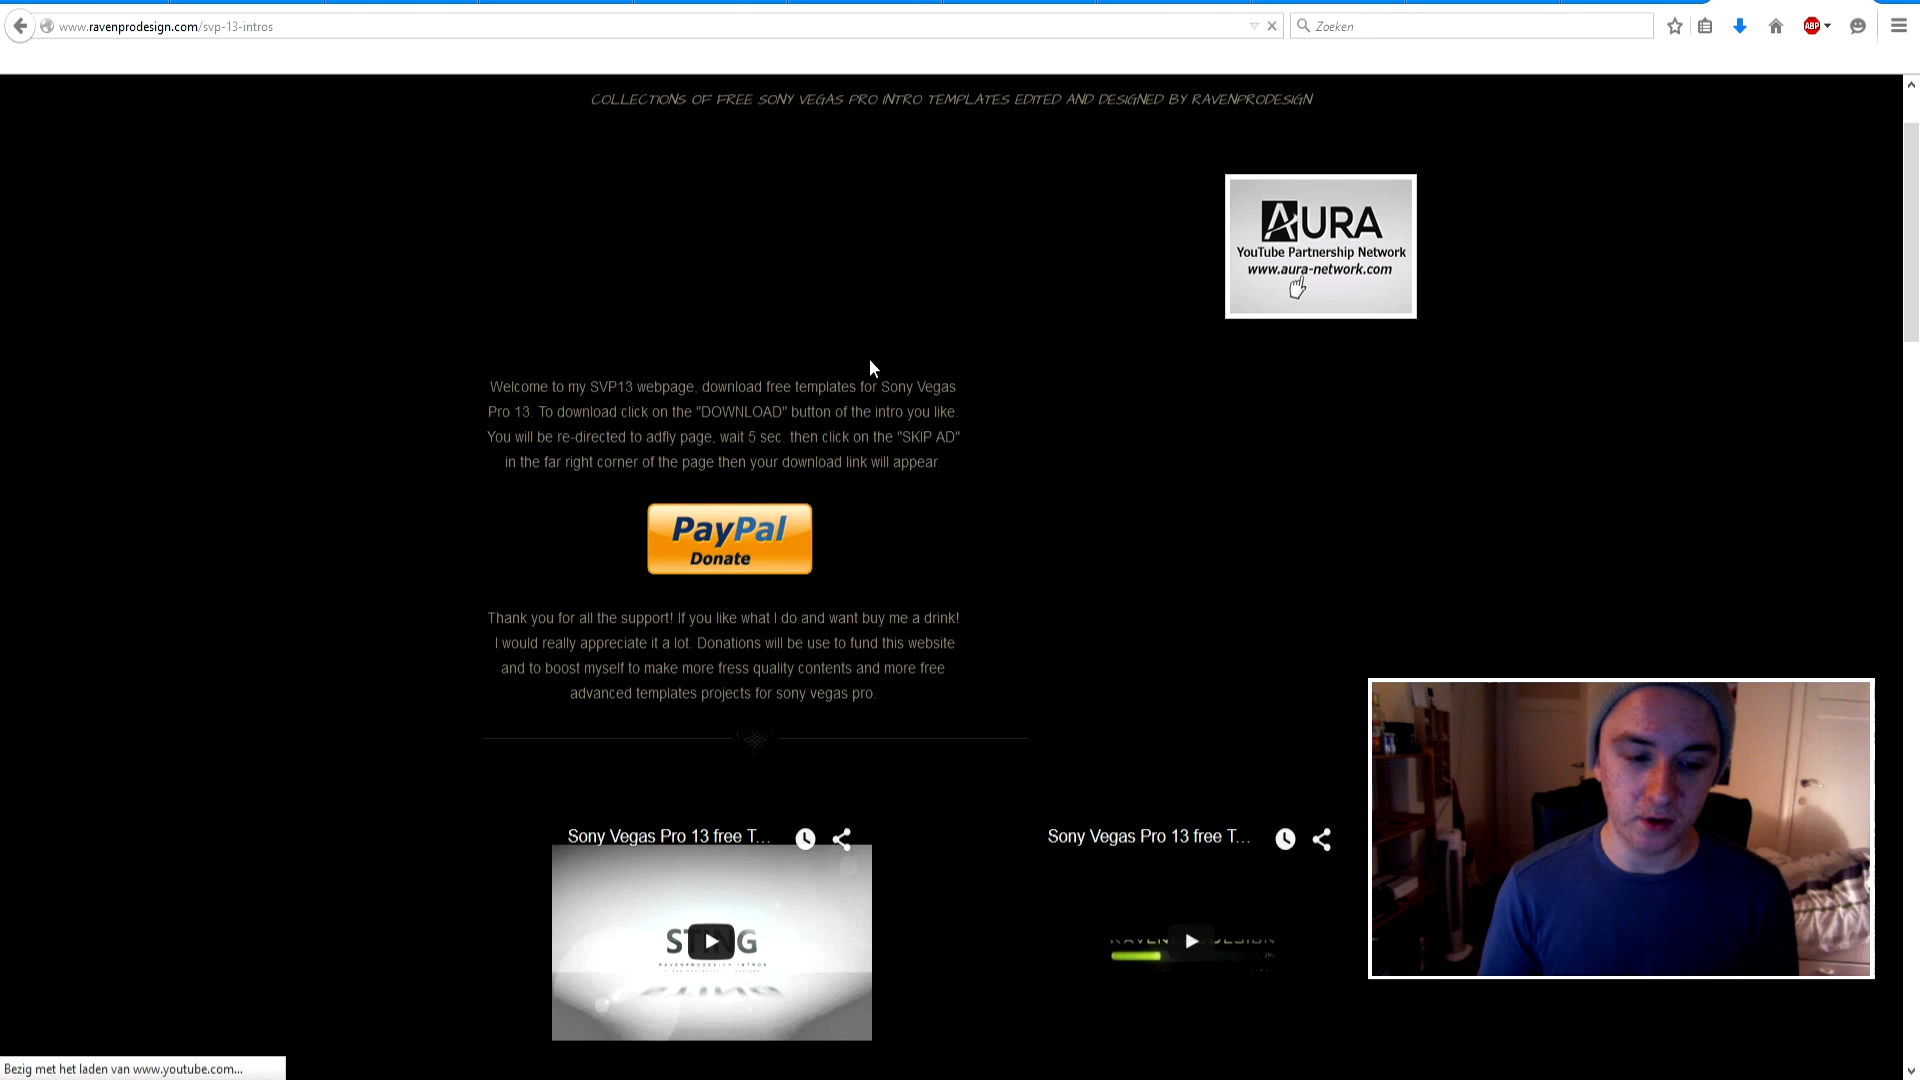 www.ravenprodesign.com/svp-13-intros
Zoeken
ABP
COLLECTIONS OF FREE SONY VEGAS PRO INTRO TEMPLATES EDITED AND DESIGNED BY RAVENPRODESIGN
AURA
YouTube Partnership Network
www.aura-network.com
Welcome to my SVP13 webpage, download free templates for Sony Vegas
Pro 13. To download click on the "DOWNLOAD" button of the intro you like.
You will be re-directed to adfly page, wait 5 sec. then click on the "SKIP AD"
in the far right corner of the page then your download link will appear.
PayPal
Donate
Thank you for all the support! If you like what I do and want buy me a drink!
I would really appreciate it a lot. Donations will be use to fund this website
and to boost myself to make more fress quality contents and more free
advanced templates projects for sony vegas pro.
Sony Vegas Pro 13 free T...
Sony Vegas Pro 13 free T...
STING
RAVENPRODESIGN INTROS
Bezig met het laden van www.youtube.com...